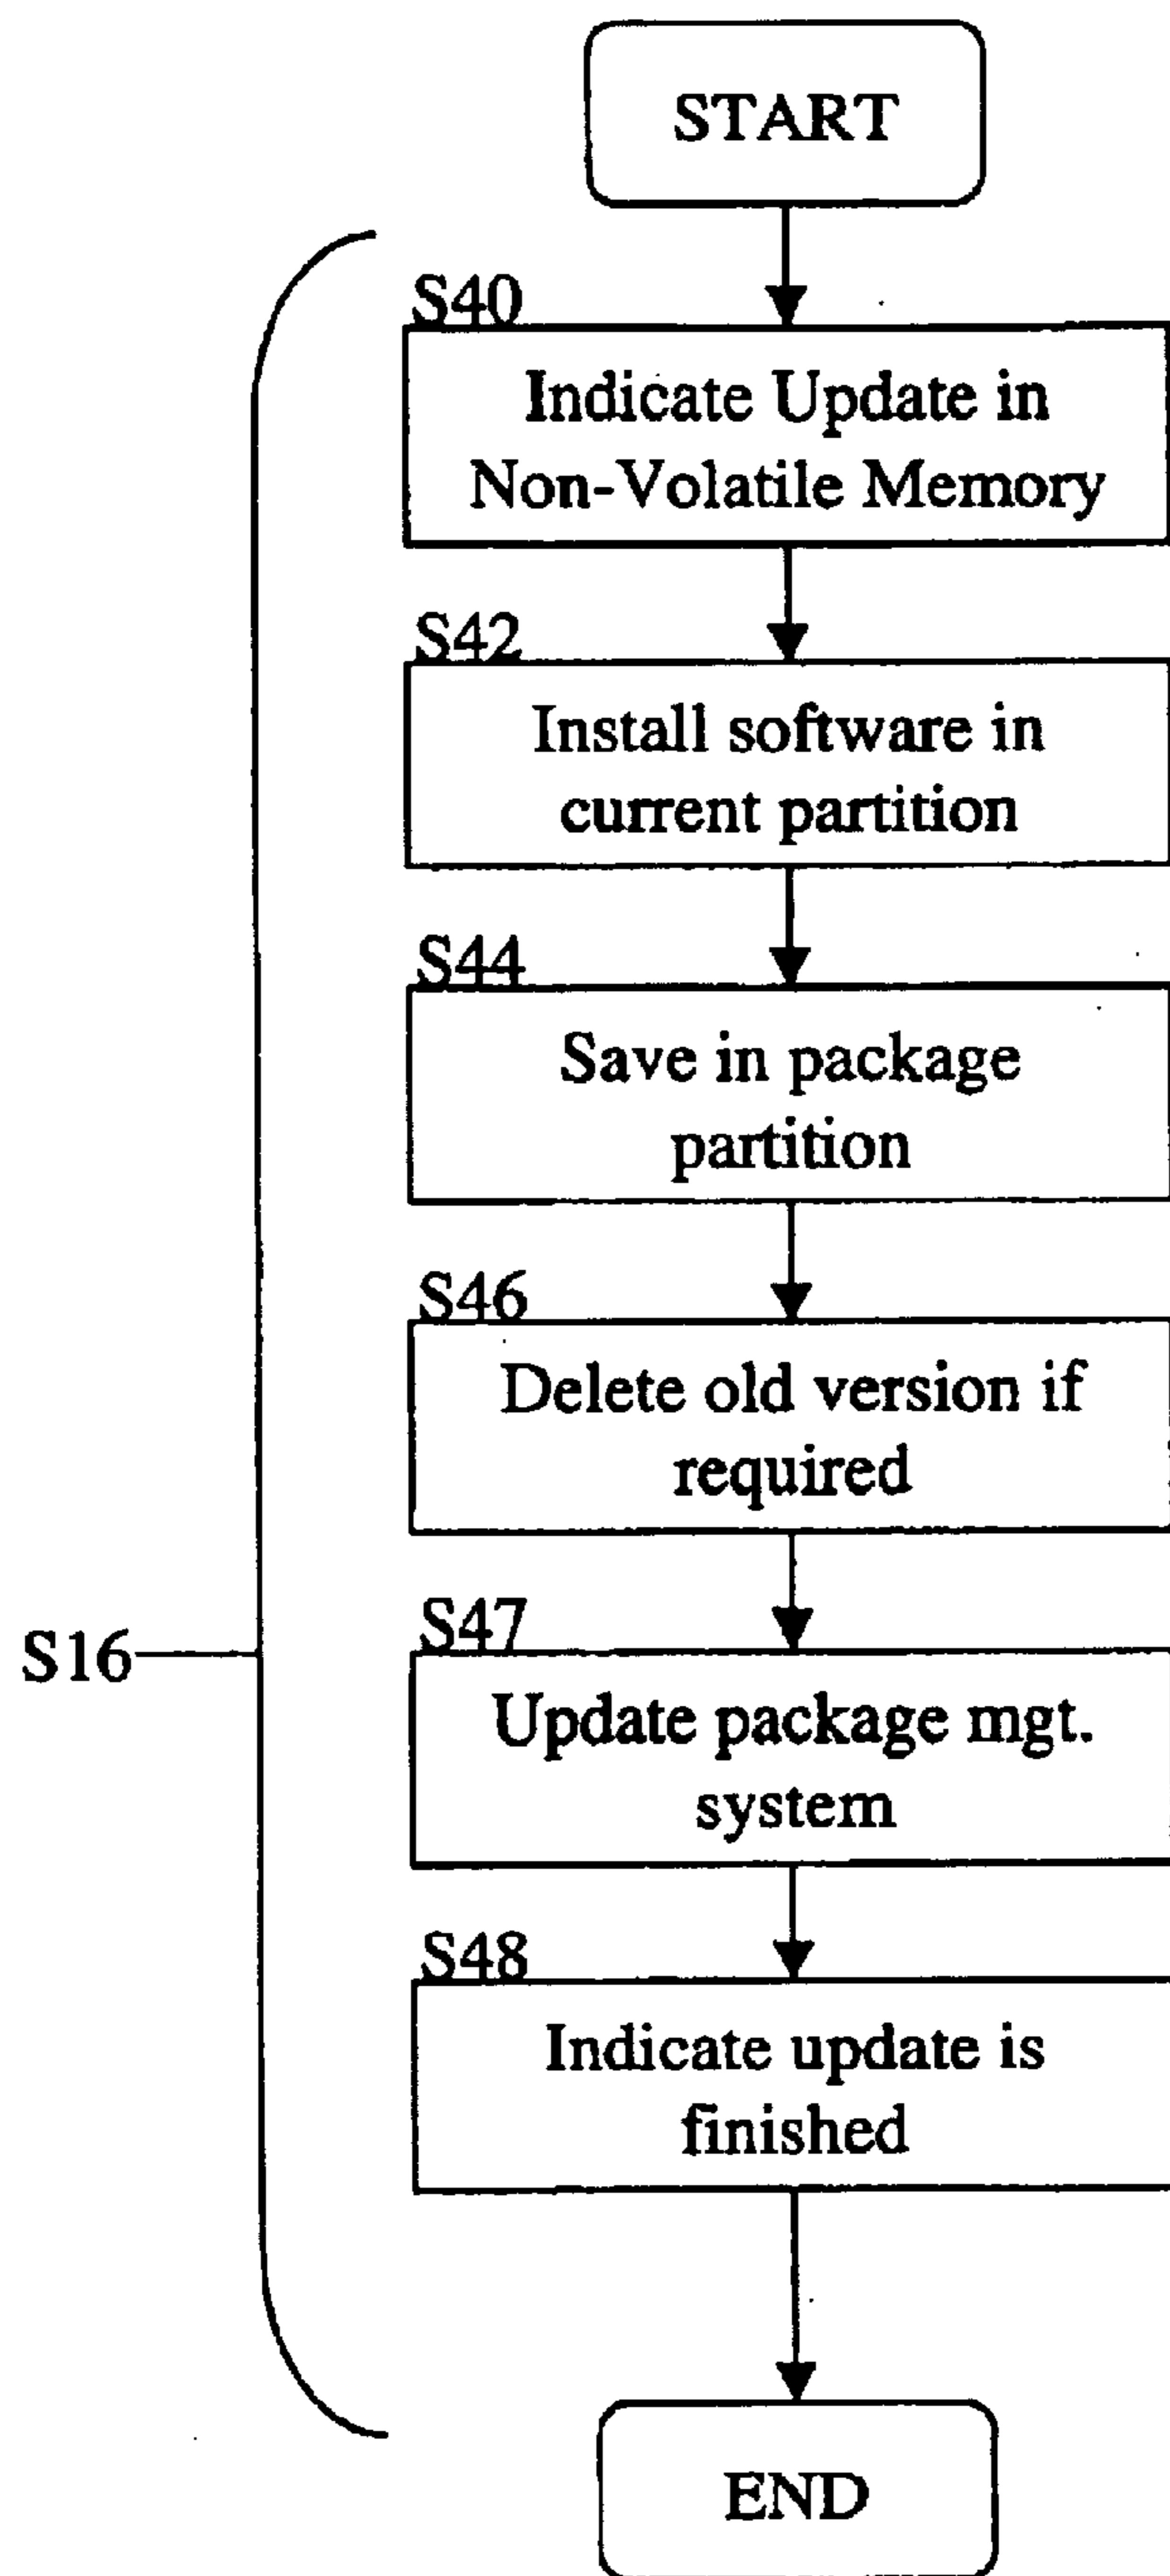 START
S40
Indicate Update in
Non-Volatile Memory
S42
Install software in
current partition
S44
Save in package
partition
S46
Delete old version if
required
S16
S47
Update package mgt.
system
S48
Indicate update is
finished
END